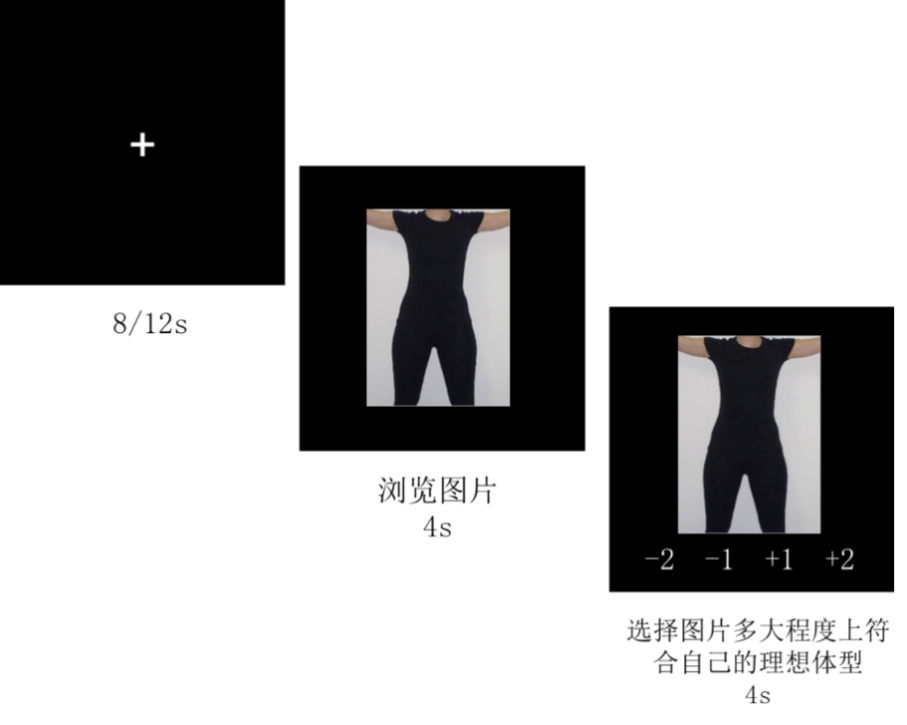 +
8/12s
浏览图片
4s
-2 -1 +1 +2
选择图片多大程度上符
合自己的理想体型
4s